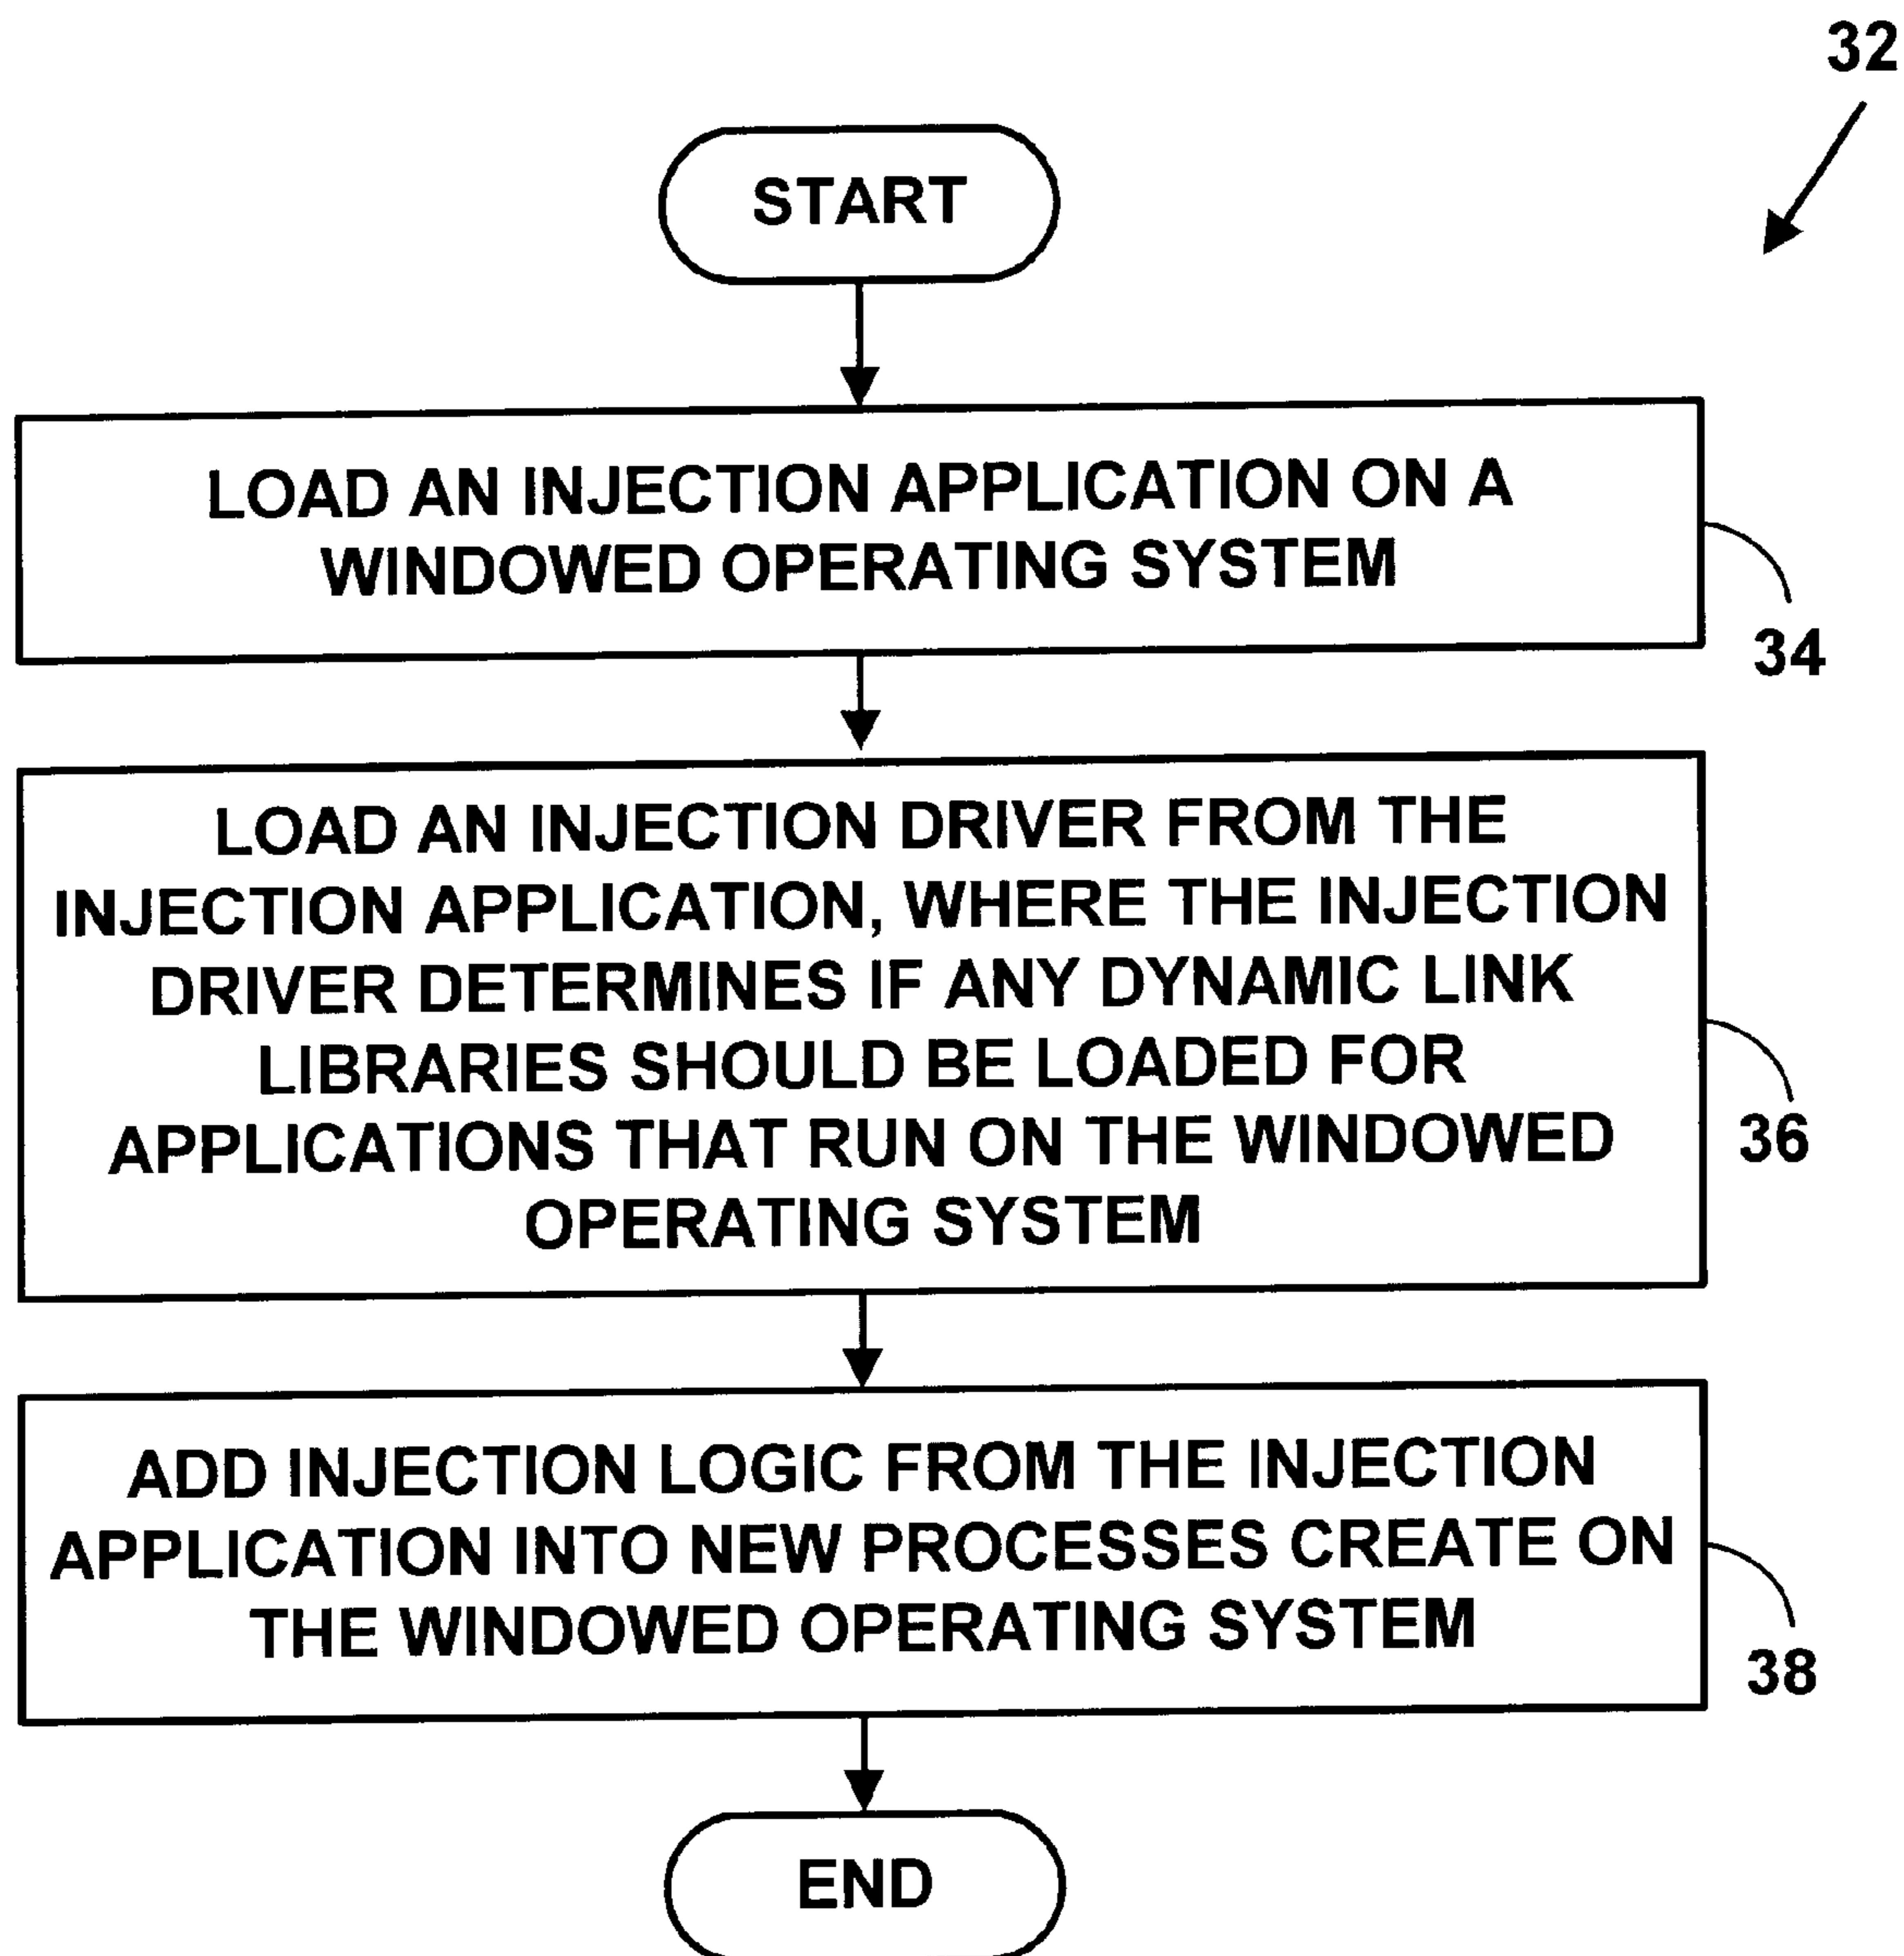 32
START
LOAD AN INJECTION APPLICATION ON A
WINDOWED OPERATING SYSTEM
34
LOAD AN INJECTION DRIVER FROM THE
INJECTION APPLICATION, WHERE THE INJECTION
DRIVER DETERMINES IF ANY DYNAMIC LINK
LIBRARIES SHOULD BE LOADED FOR
APPLICATIONS THAT RUN ON THE WINDOWED
OPERATING SYSTEM
36
ADD INJECTION LOGIC FROM THE INJECTION
APPLICATION INTO NEW PROCESSES CREATE ON
THE WINDOWED OPERATING SYSTEM
38
END